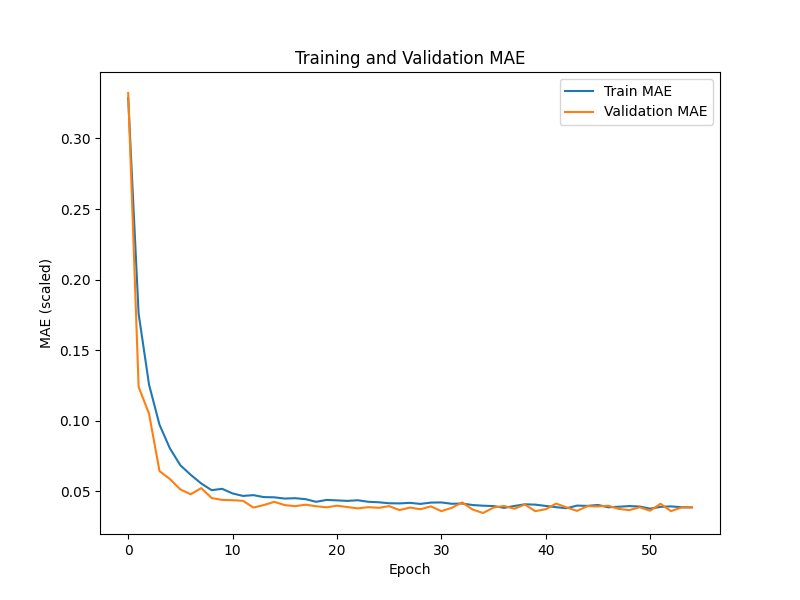 Training and Validation MAE
Train MAE
Validation MAE
MAE (scaled)
0.30
0.25
0.20
0.15
0.10
0.05
0 10 20 30 40 50
Epoch